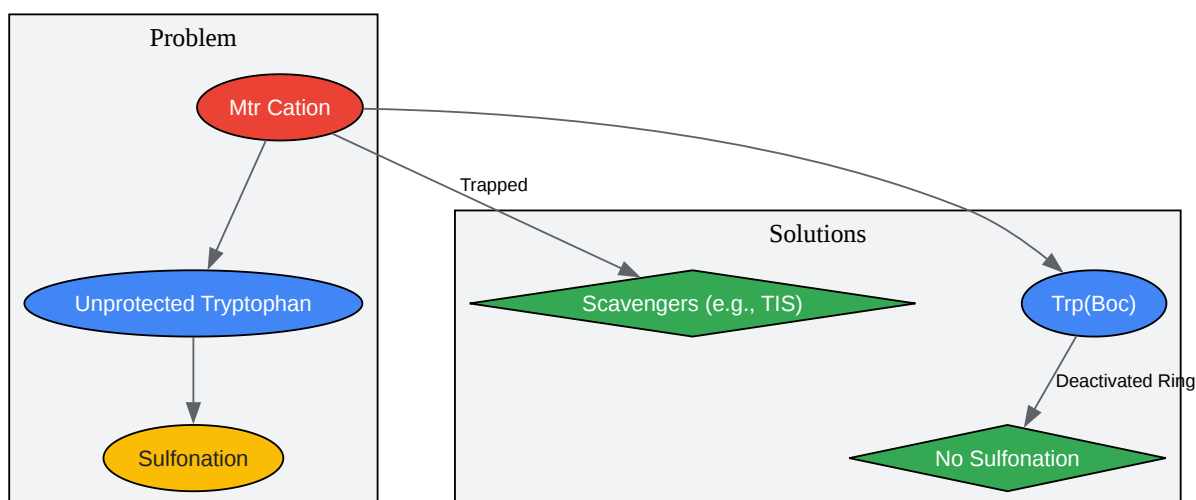 Problem
Mtr Cation
Trapped
Solutions
Unprotected Tryptophan
Scavengers (e.g., TIS)
Trp(Boc)
Deactivated Ring
Sulfonation
No Sulfonation